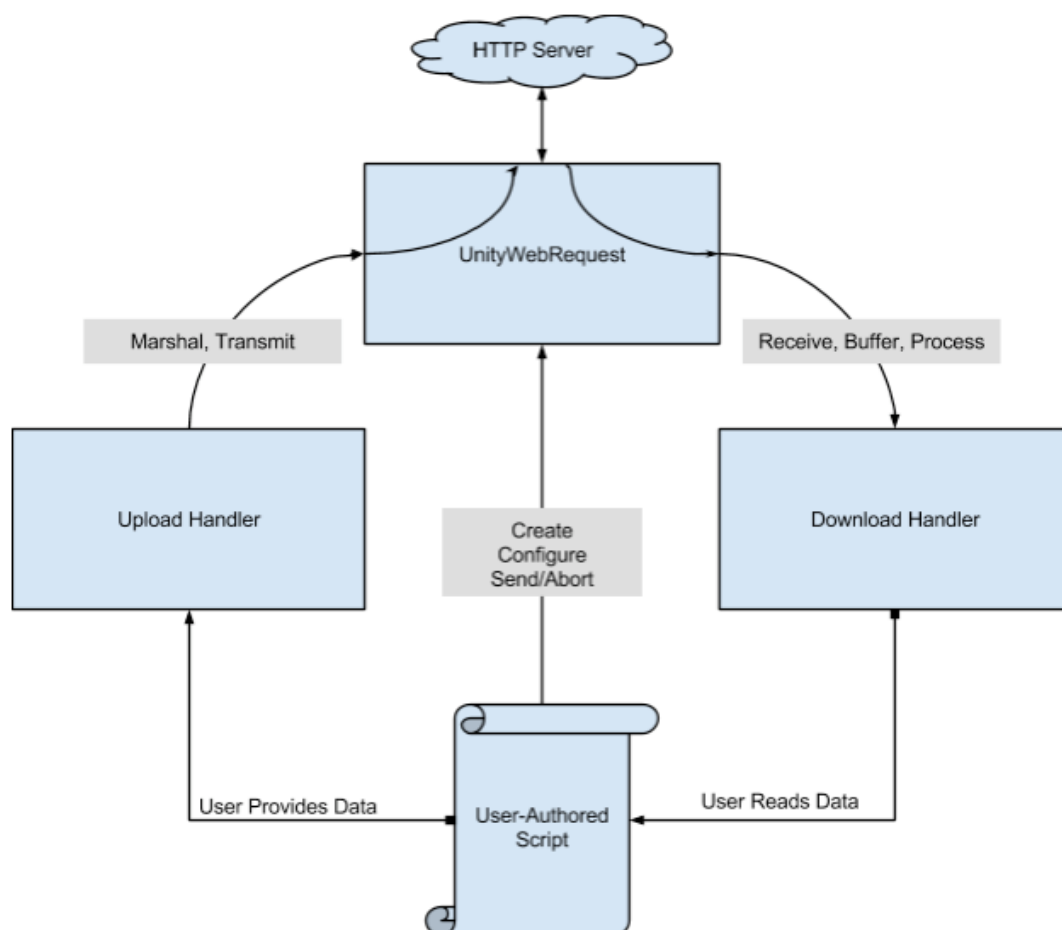 HTTP Server
UnityWebRequest
Marshal, Transmit
Receive, Buffer, Process
Upload Handler
Create
Configure
Send/Abort
Download Handler
User Provides Data
User-Authored
Script
User Reads Data